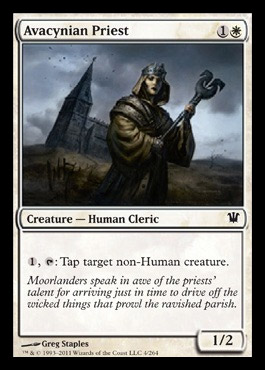 Avacynian Priest 1
Creature — Human Cleric
1, : Tap target non-Human creature.
Moorlanders speak in awe of the priests’
talent for arriving just in time to drive off the
wicked things that prowl the ravished parish.
Greg Staples
™ & © 1993–2011 Wizards of the Coast LLC 4/264
1/2